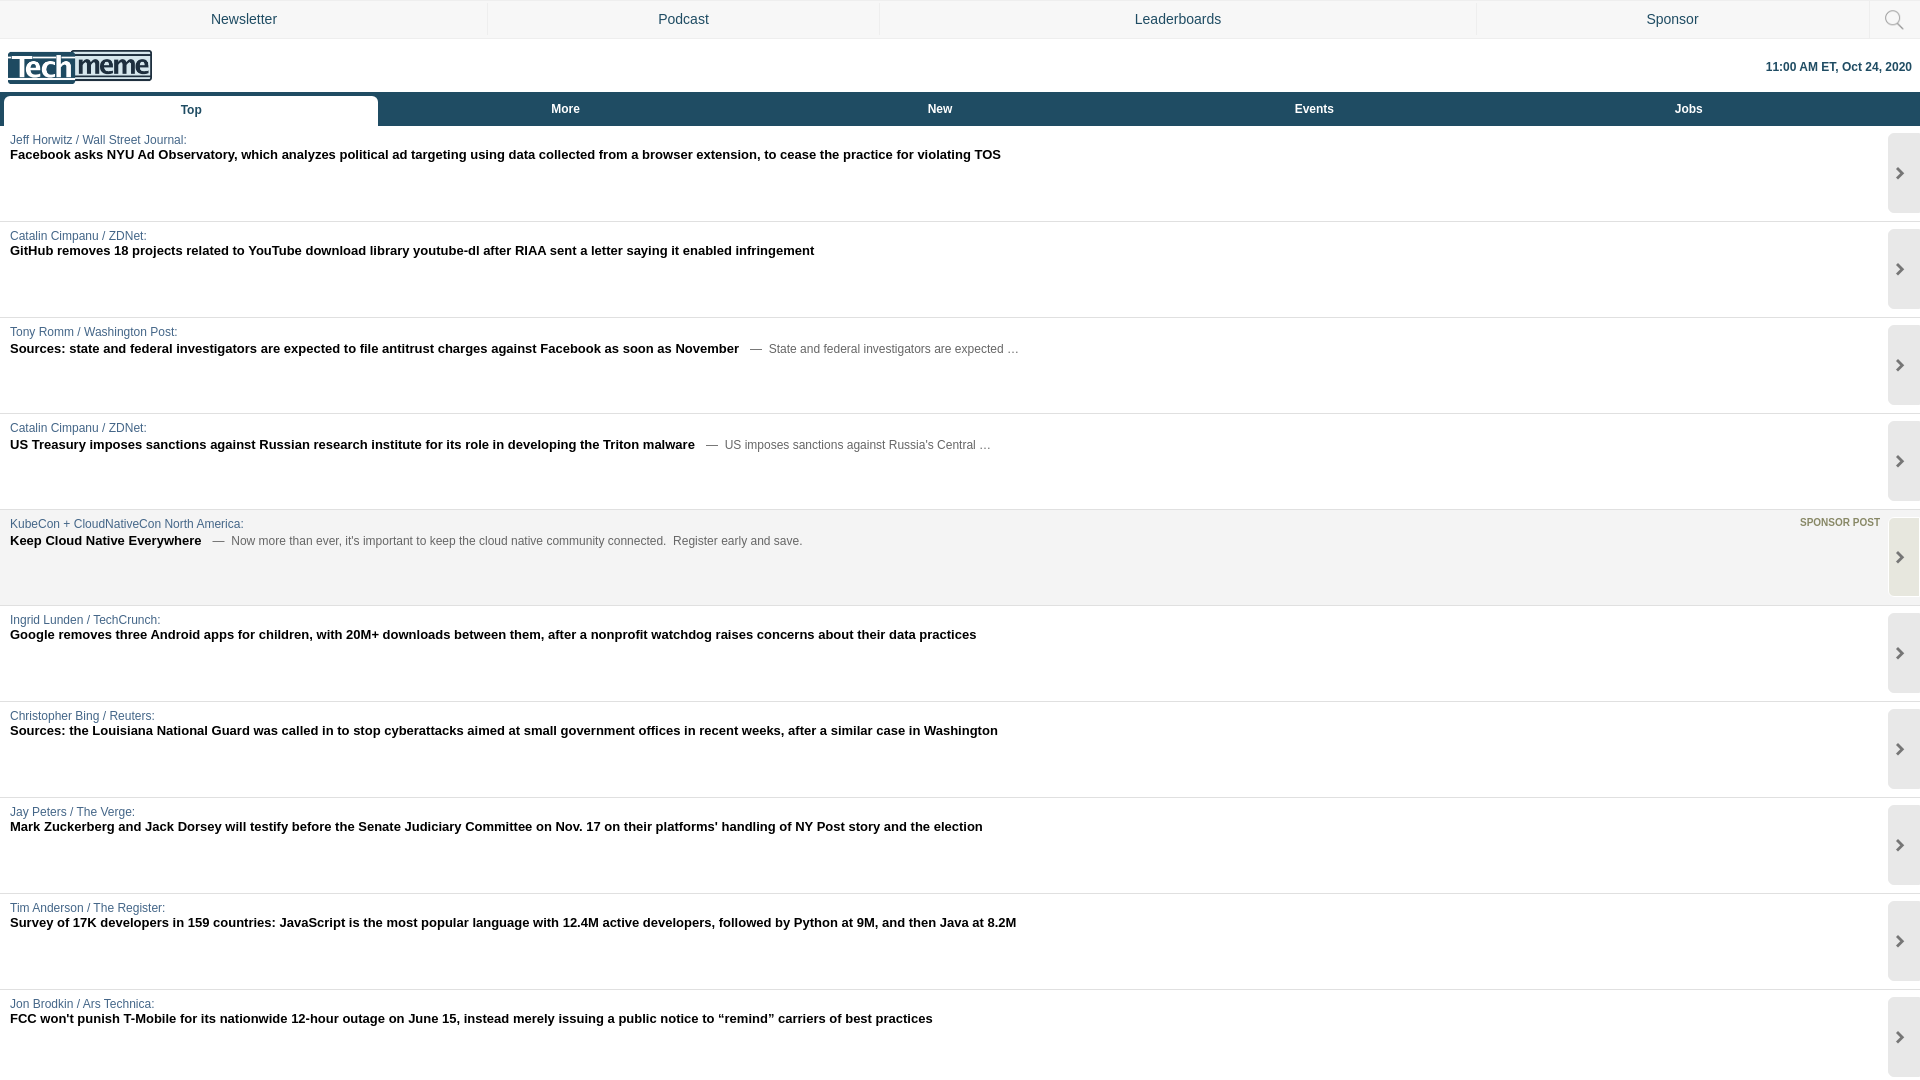 Newsletter Podcast Leaderboards Sponsor
Techmeme
11:00 AM ET, Oct 24, 2020
Top More New Events Jobs
Jeff Horwitz / Wall Street Journal:
Facebook asks NYU Ad Observatory, which analyzes political ad targeting using data collected from a browser extension, to cease the practice for violating TOS
Catalin Cimpanu / ZDNet:
GitHub removes 18 projects related to YouTube download library youtube-dl after RIAA sent a letter saying it enabled infringement
Tony Romm / Washington Post:
Sources: state and federal investigators are expected to file antitrust charges against Facebook as soon as November — State and federal investigators are expected …
Catalin Cimpanu / ZDNet:
US Treasury imposes sanctions against Russian research institute for its role in developing the Triton malware — US imposes sanctions against Russia's Central …
KubeCon + CloudNativeCon North America:
SPONSOR POST
Keep Cloud Native Everywhere — Now more than ever, it's important to keep the cloud native community connected. Register early and save.
Ingrid Lunden / TechCrunch:
Google removes three Android apps for children, with 20M+ downloads between them, after a nonprofit watchdog raises concerns about their data practices
Christopher Bing / Reuters:
Sources: the Louisiana National Guard was called in to stop cyberattacks aimed at small government offices in recent weeks, after a similar case in Washington
Jay Peters / The Verge:
Mark Zuckerberg and Jack Dorsey will testify before the Senate Judiciary Committee on Nov. 17 on their platforms' handling of NY Post story and the election
Tim Anderson / The Register:
Survey of 17K developers in 159 countries: JavaScript is the most popular language with 12.4M active developers, followed by Python at 9M, and then Java at 8.2M
Jon Brodkin / Ars Technica:
FCC won't punish T-Mobile for its nationwide 12-hour outage on June 15, instead merely issuing a public notice to “remind” carriers of best practices